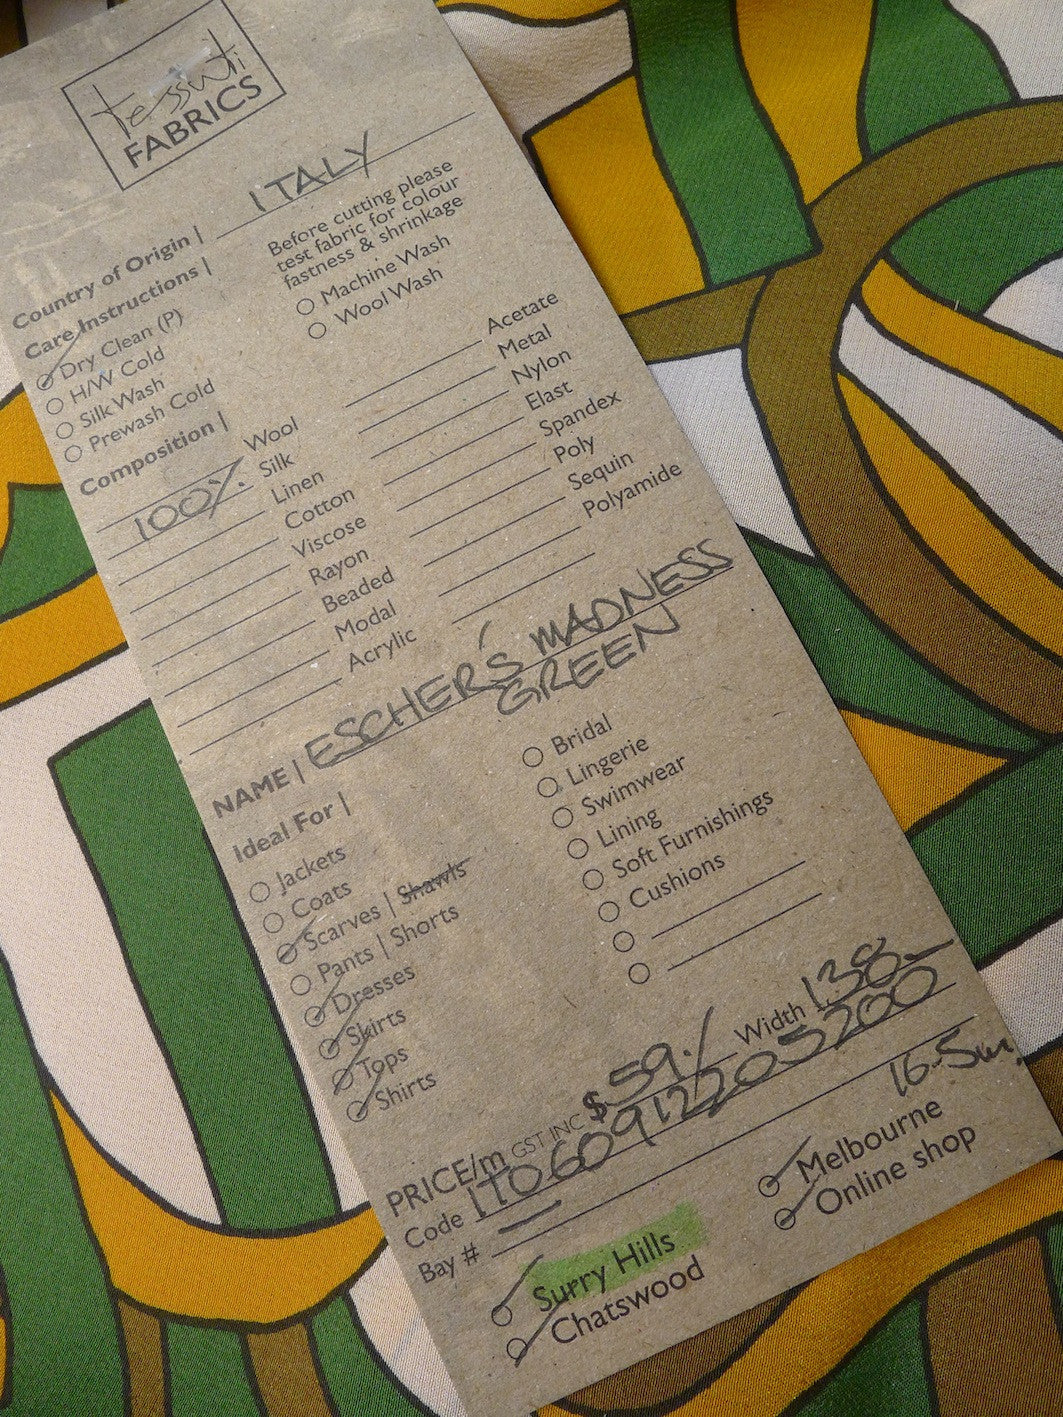 tessuti
FABRICS
Country of Origin | ITALY
Care Instructions |
Dry Clean (P)
H/W Cold
Silk Wash
Prewash Cold
Before cutting please
test fabric for colour
fastness & shrinkage
Machine Wash
Wool Wash
Composition |
Wool
100% Silk
Linen
Cotton
Viscose
Rayon
Beaded
Modal
Acrylic
Acetate
Metal
Nylon
Elast
Spandex
Poly
Sequin
Polyamide
NAME | ESCHER'S MADNESS
GREEN
Ideal For |
Jackets
Coats
Scarves | Shawls
Pants | Shorts
Dresses
Skirts
Tops
Shirts
Bridal
Lingerie
Swimwear
Lining
Soft Furnishings
Cushions
PRICE/m GST INC $59./ Width 138
Code ITO60912205200
Bay # — 16.5m
Surry Hills
Chatswood
Melbourne
Online shop